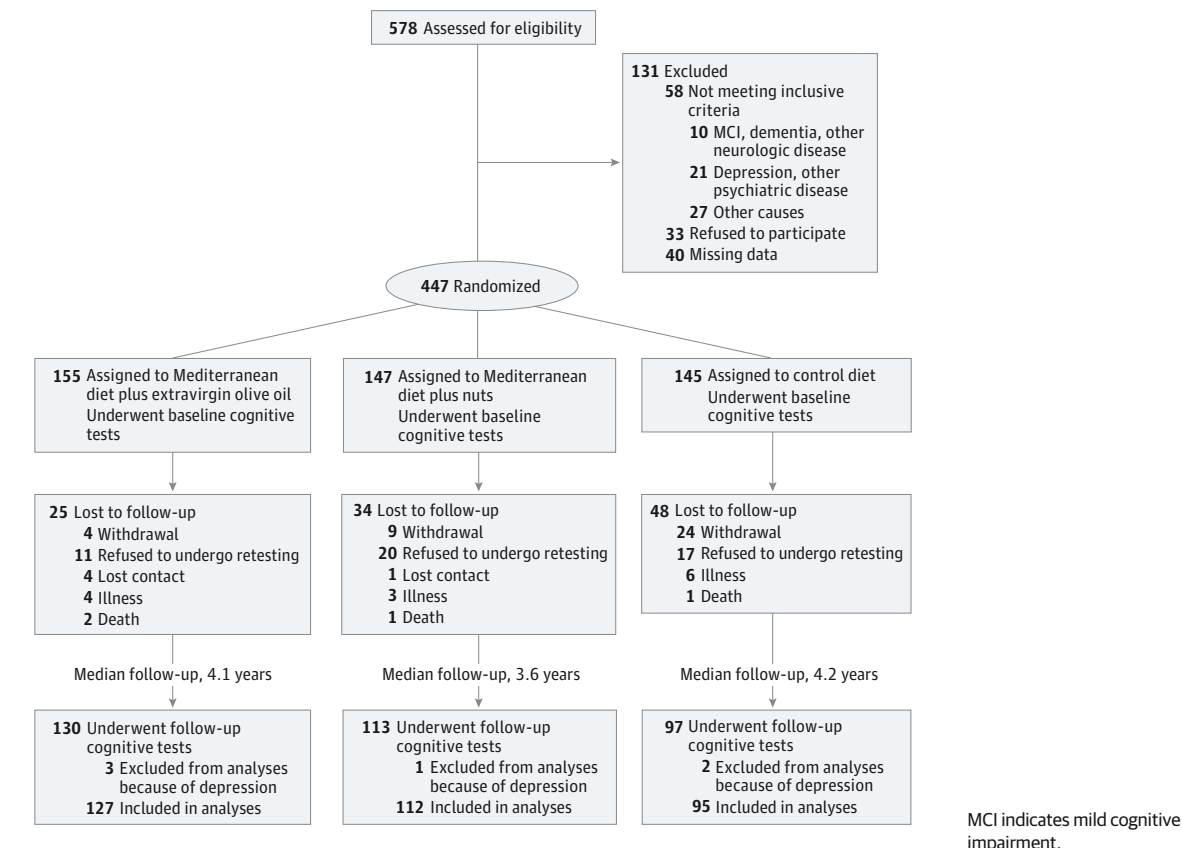 578 Assessed for eligibility
131 Excluded
58 Not meeting inclusive
criteria
10 MCI, dementia, other
neurologic disease
21 Depression, other
psychiatric disease
27 Other causes
33 Refused to participate
40 Missing data
447 Randomized
155 Assigned to Mediterranean
diet plus extravirgin olive oil
Underwent baseline cognitive
tests
147 Assigned to Mediterranean
diet plus nuts
Underwent baseline
cognitive tests
145 Assigned to control diet
Underwent baseline
cognitive tests
25 Lost to follow-up
4 Withdrawal
11 Refused to undergo retesting
4 Lost contact
4 Illness
2 Death
34 Lost to follow-up
9 Withdrawal
20 Refused to undergo retesting
1 Lost contact
3 Illness
1 Death
48 Lost to follow-up
24 Withdrawal
17 Refused to undergo retesting
6 Illness
1 Death
Median follow-up, 4.1 years
Median follow-up, 3.6 years
Median follow-up, 4.2 years
130 Underwent follow-up
cognitive tests
3 Excluded from analyses
because of depression
127 Included in analyses
113 Underwent follow-up
cognitive tests
1 Excluded from analyses
because of depression
112 Included in analyses
97 Underwent follow-up
cognitive tests
2 Excluded from analyses
because of depression
95 Included in analyses
MCI indicates mild cognitive
impairment.